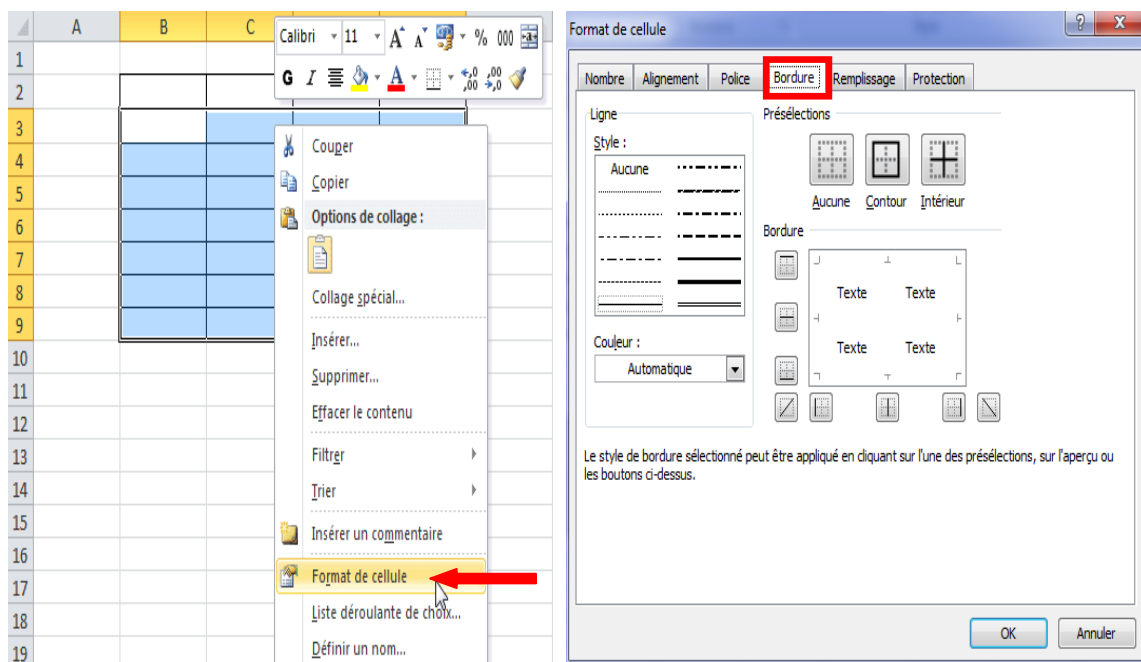 A B C
Calibri 11 A A % 000
G I A ,0 ,00
,00 ,0
1
2
3
4
5
6
7
8
9
10
11
12
13
14
15
16
17
18
19
Couper
Copier
Options de collage :
Collage spécial...
Insérer...
Supprimer...
Effacer le contenu
Filtrer
Trier
Insérer un commentaire
Format de cellule
Liste déroulante de choix...
Définir un nom...
Format de cellule
Nombre Alignement Police Bordure Remplissage Protection
Ligne
Style :
Aucune
Couleur :
Automatique
Présélections
Aucune Contour Intérieur
Bordure
Texte Texte
Texte Texte
Le style de bordure sélectionné peut être appliqué en cliquant sur l'une des présélections, sur l'aperçu ou
les boutons ci-dessus.
OK Annuler